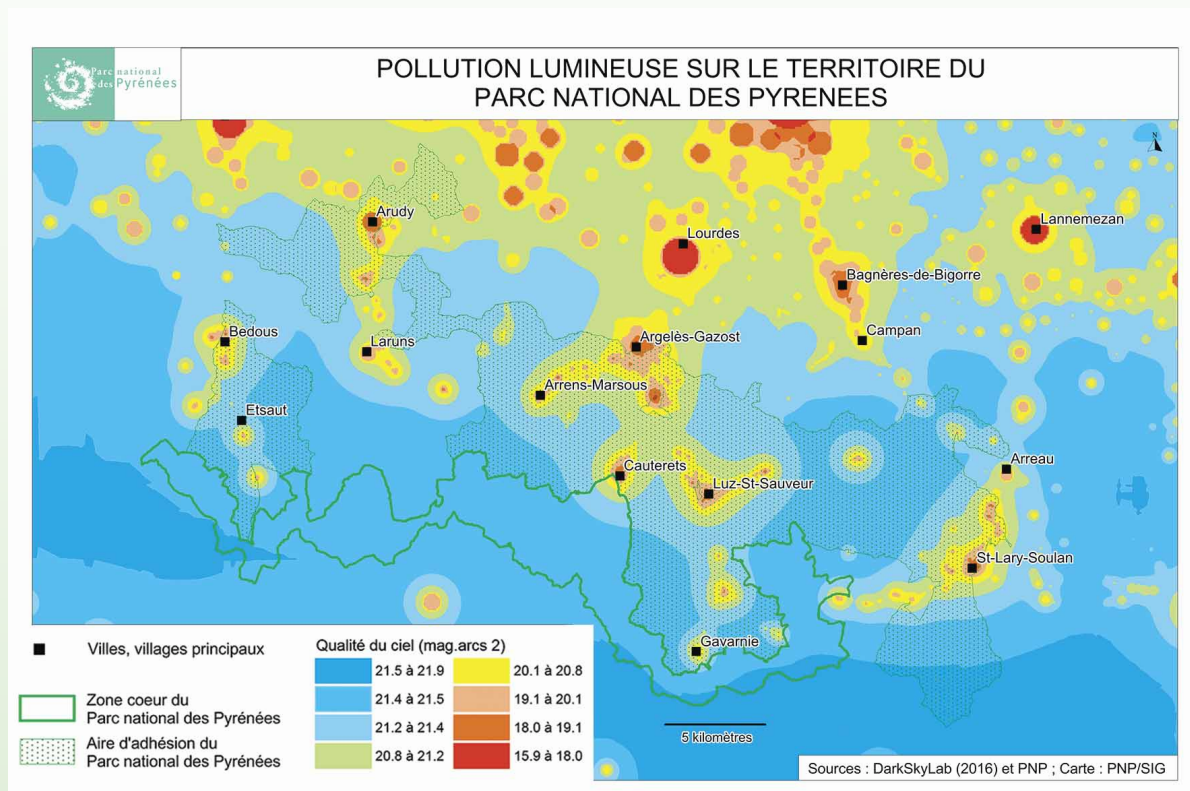 Parc national
des Pyrénées
POLLUTION LUMINEUSE SUR LE TERRITOIRE DU
PARC NATIONAL DES PYRENEES
N
Arudy
Lourdes
Lannemezan
Bagnères-de-Bigorre
Bedous
Laruns
Argelès-Gazost
Campan
Arrens-Marsous
Etsaut
Cauterets
Luz-St-Sauveur
Arreau
St-Lary-Soulan
Gavarnie
5 kilomètres
Villes, villages principaux
Zone coeur du
Parc national des Pyrénées
Aire d'adhésion du
Parc national des Pyrénées
Qualité du ciel (mag.arcs 2)
21.5 à 21.9
21.4 à 21.5
21.2 à 21.4
20.8 à 21.2
20.1 à 20.8
19.1 à 20.1
18.0 à 19.1
15.9 à 18.0
Sources : DarkSkyLab (2016) et PNP ; Carte : PNP/SIG